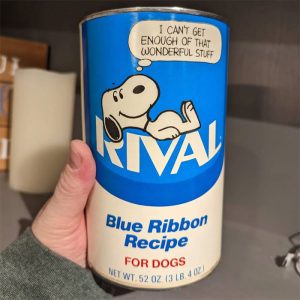 I CAN'T GET
ENOUGH OF THAT
WONDERFUL STUFF
RIVAL
Blue Ribbon
Recipe
FOR DOGS
NET WT. 52 OZ. (3 LB. 4 OZ.)